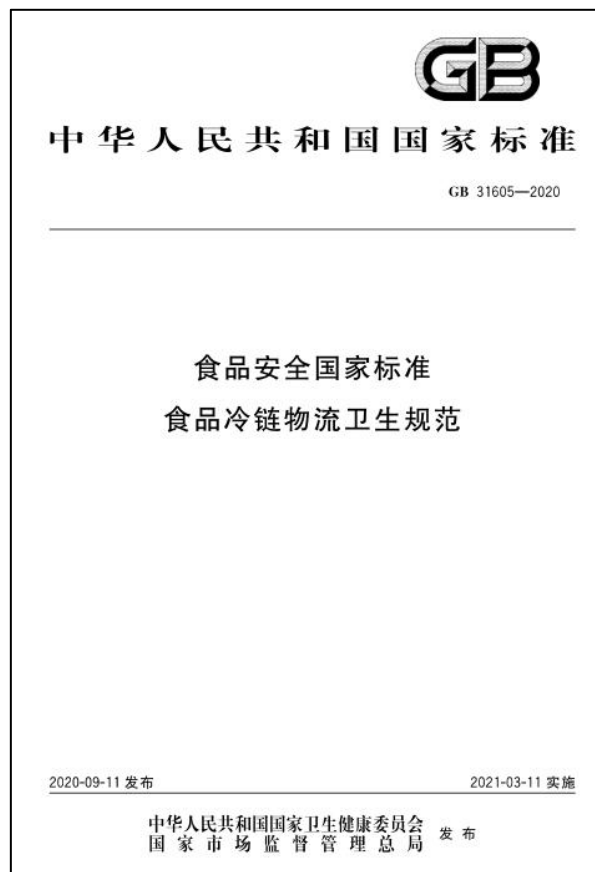 GB
中华人民共和国国家标准
GB 31605—2020
食品安全国家标准
食品冷链物流卫生规范
2020-09-11 发布
2021-03-11 实施
中华人民共和国国家卫生健康委员会
国家市场监督管理总局
发布